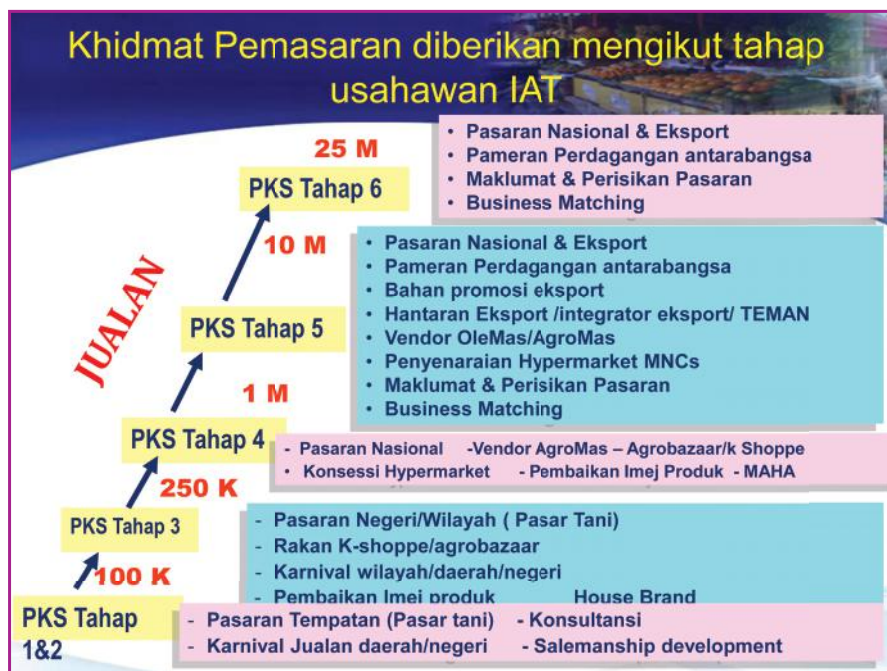 Khidmat Pemasaran diberikan mengikut tahap
usahawan IAT
25 M
PKS Tahap 6
• Pasaran Nasional & Eksport
• Pameran Perdagangan antarabangsa
• Maklumat & Perisikan Pasaran
• Business Matching
10 M
JUALAN
PKS Tahap 5
• Pasaran Nasional & Eksport
• Pameran Perdagangan antarabangsa
• Bahan promosi eksport
• Hantaran Eksport /integrator eksport/ TEMAN
• Vendor OleMas/AgroMas
• Penyenaraian Hypermarket MNCs
• Maklumat & Perisikan Pasaran
• Business Matching
1 M
PKS Tahap 4
- Pasaran Nasional -Vendor AgroMas – Agrobazaar/k Shoppe
• Konsessi Hypermarket - Pembaikan Imej Produk - MAHA
250 K
PKS Tahap 3
- Pasaran Negeri/Wilayah ( Pasar Tani)
- Rakan K-shoppe/agrobazaar
- Karnival wilayah/daerah/negeri
- Pembaikan Imej produk House Brand
100 K
PKS Tahap
1&2
- Pasaran Tempatan (Pasar tani) - Konsultansi
- Karnival Jualan daerah/negeri - Salemanship development